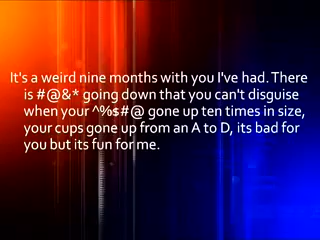 It's a weird nine months with you I've had. There
is #@&* going down that you can't disguise
when your ^%$#@ gone up ten times in size,
your cups gone up from an A to D, its bad for
you but its fun for me.